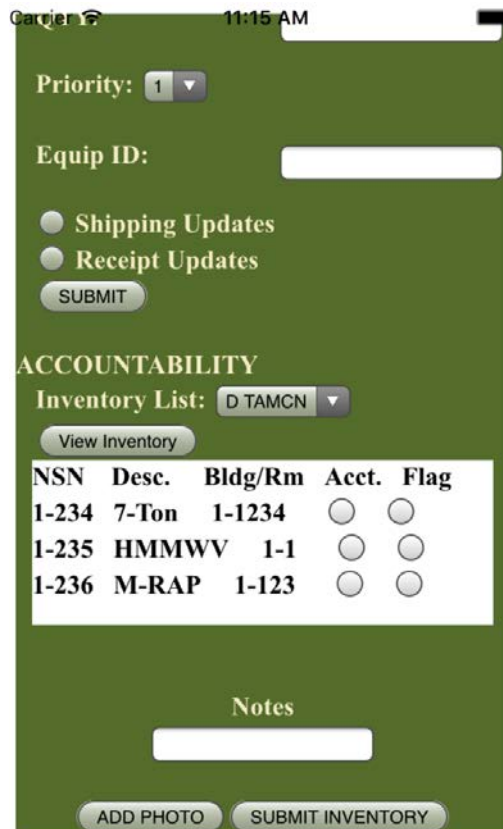 Carrier 11:15 AM
QTY:
Priority: 1
Equip ID:
Shipping Updates
Receipt Updates
SUBMIT
ACCOUNTABILITY
Inventory List: D TAMCN
View Inventory
NSN Desc. Bldg/Rm Acct. Flag
1-234 7-Ton 1-1234
1-235 HMMWV 1-1
1-236 M-RAP 1-123
Notes
ADD PHOTO SUBMIT INVENTORY